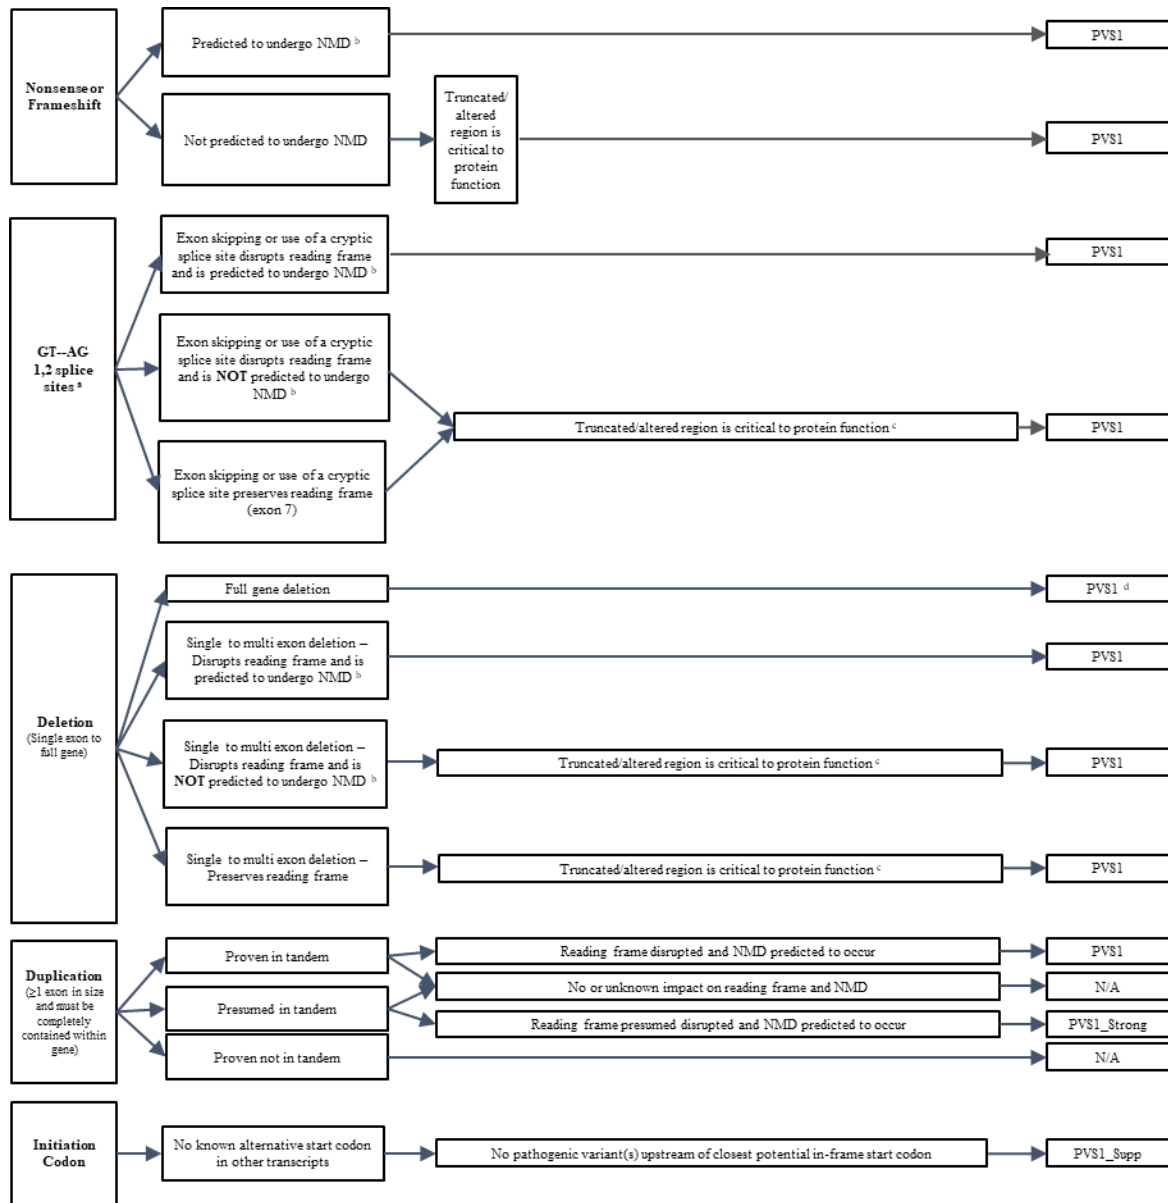 Predicted to undergo NMD b
PVS1
Nonsense or
Frameshift
Not predicted to undergo NMD
Truncated/
altered
region is
critical to
protein
function
PVS1
Exon skipping or use of a cryptic
splice site disrupts reading frame
and is predicted to undergo NMD b
PVS1
GT--AG
1,2 splice
sites a
Exon skipping or use of a cryptic
splice site disrupts reading frame
and is NOT predicted to undergo
NMD b
Truncated/altered region is critical to protein function c
PVS1
Exon skipping or use of a cryptic
splice site preserves reading frame
(exon 7)
Full gene deletion
PVS1 d
Single to multi exon deletion –
Disrupts reading frame and is
predicted to undergo NMD b
PVS1
Deletion
(Single exon to
full gene)
Single to multi exon deletion –
Disrupts reading frame and is
NOT predicted to undergo NMD b
Truncated/altered region is critical to protein function c
PVS1
Single to multi exon deletion –
Preserves reading frame
Truncated/altered region is critical to protein function c
PVS1
Duplication
(≥1 exon in size
and must be
completely
contained within
gene)
Proven in tandem
Reading frame disrupted and NMD predicted to occur
PVS1
No or unknown impact on reading frame and NMD
N/A
Presumed in tandem
Reading frame presumed disrupted and NMD predicted to occur
PVS1_Strong
Proven not in tandem
N/A
Initiation
Codon
No known alternative start codon
in other transcripts
No pathogenic variant(s) upstream of closest potential in-frame start codon
PVS1_Supp